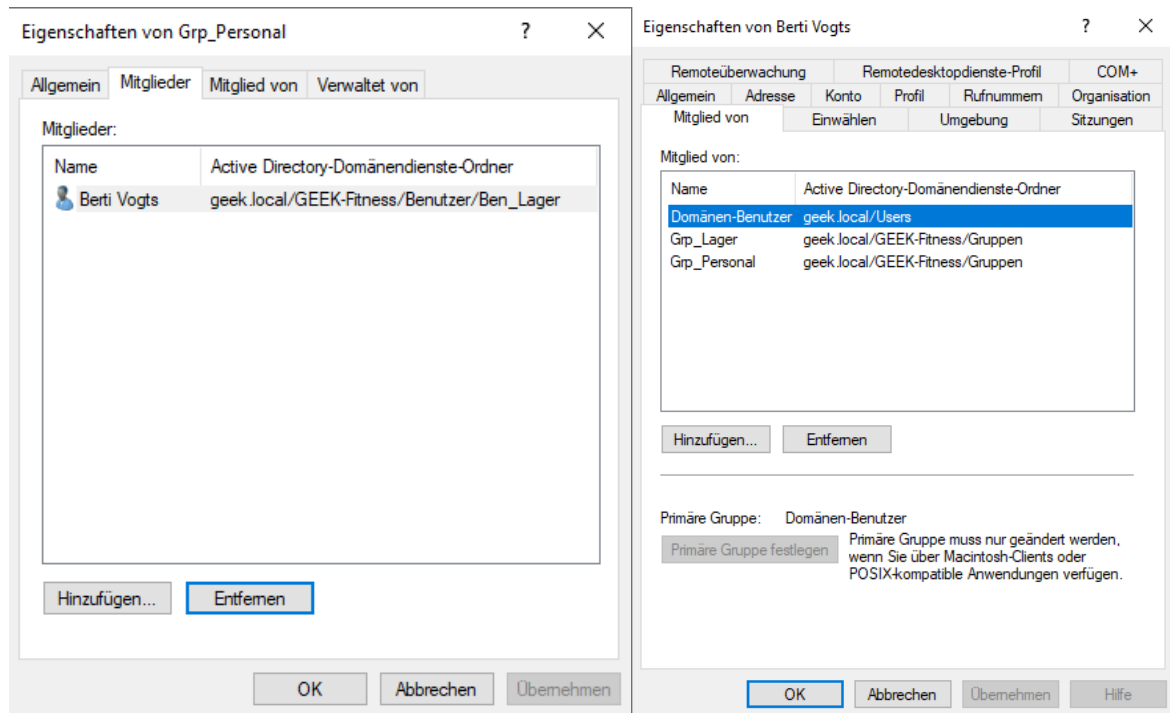 Eigenschaften von Grp_Personal
?
Allgemein Mitglieder Mitglied von Verwaltet von
Mitglieder:
Name Active Directory-Domänendienste-Ordner
Berti Vogts geek.local/GEEK-Fitness/Benutzer/Ben_Lager
Hinzufügen... Entfernen
OK Abbrechen Übernehmen
Eigenschaften von Berti Vogts
?
Remoteüberwachung Remotedesktopdienste-Profil COM+
Allgemein Adresse Konto Profil Rufnummern Organisation
Mitglied von Einwählen Umgebung Sitzungen
Mitglied von:
Name Active Directory-Domänendienste-Ordner
Domänen-Benutzer geek.local/Users
Grp_Lager geek.local/GEEK-Fitness/Gruppen
Grp_Personal geek.local/GEEK-Fitness/Gruppen
Hinzufügen... Entfernen
Primäre Gruppe: Domänen-Benutzer
Primäre Gruppe festlegen
Primäre Gruppe muss nur geändert werden,
wenn Sie über Macintosh-Clients oder
POSIX-kompatible Anwendungen verfügen.
OK Abbrechen Übernehmen Hilfe